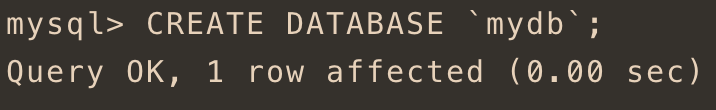 mysql> CREATE DATABASE `mydb`;
Query OK, 1 row affected (0.00 sec)